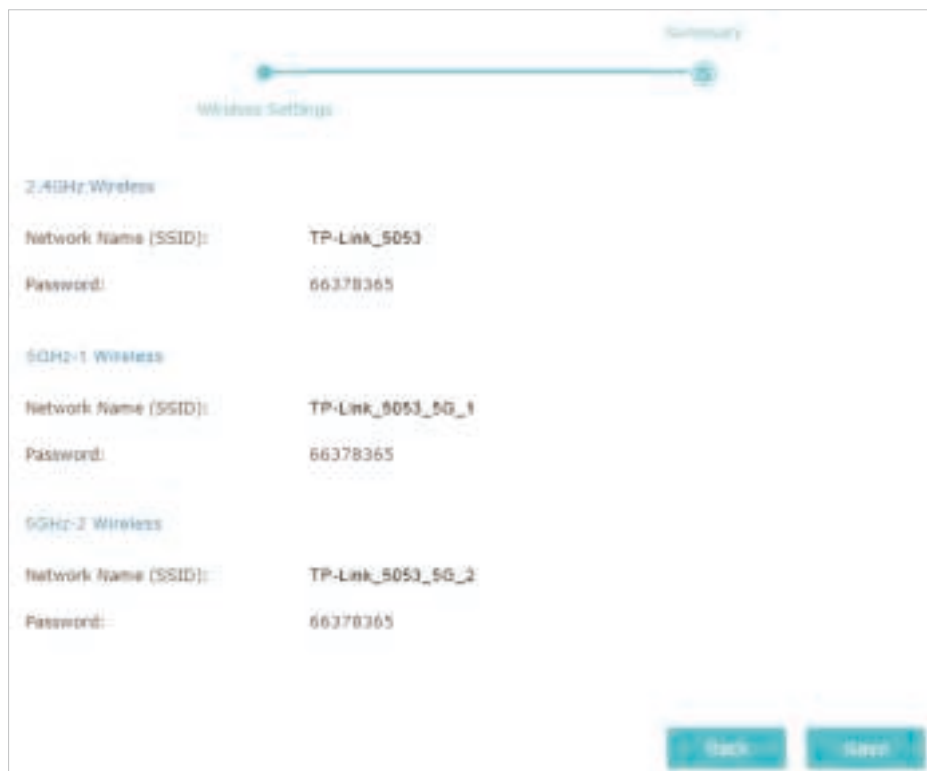 Summary
Wireless Settings
2.4GHz Wireless
Network Name (SSID): TP-Link_5053
Password: 66378365
5GHz-1 Wireless
Network Name (SSID): TP-Link_5053_5G_1
Password: 66378365
5GHz-2 Wireless
Network Name (SSID): TP-Link_5053_5G_2
Password: 66378365
Back Save